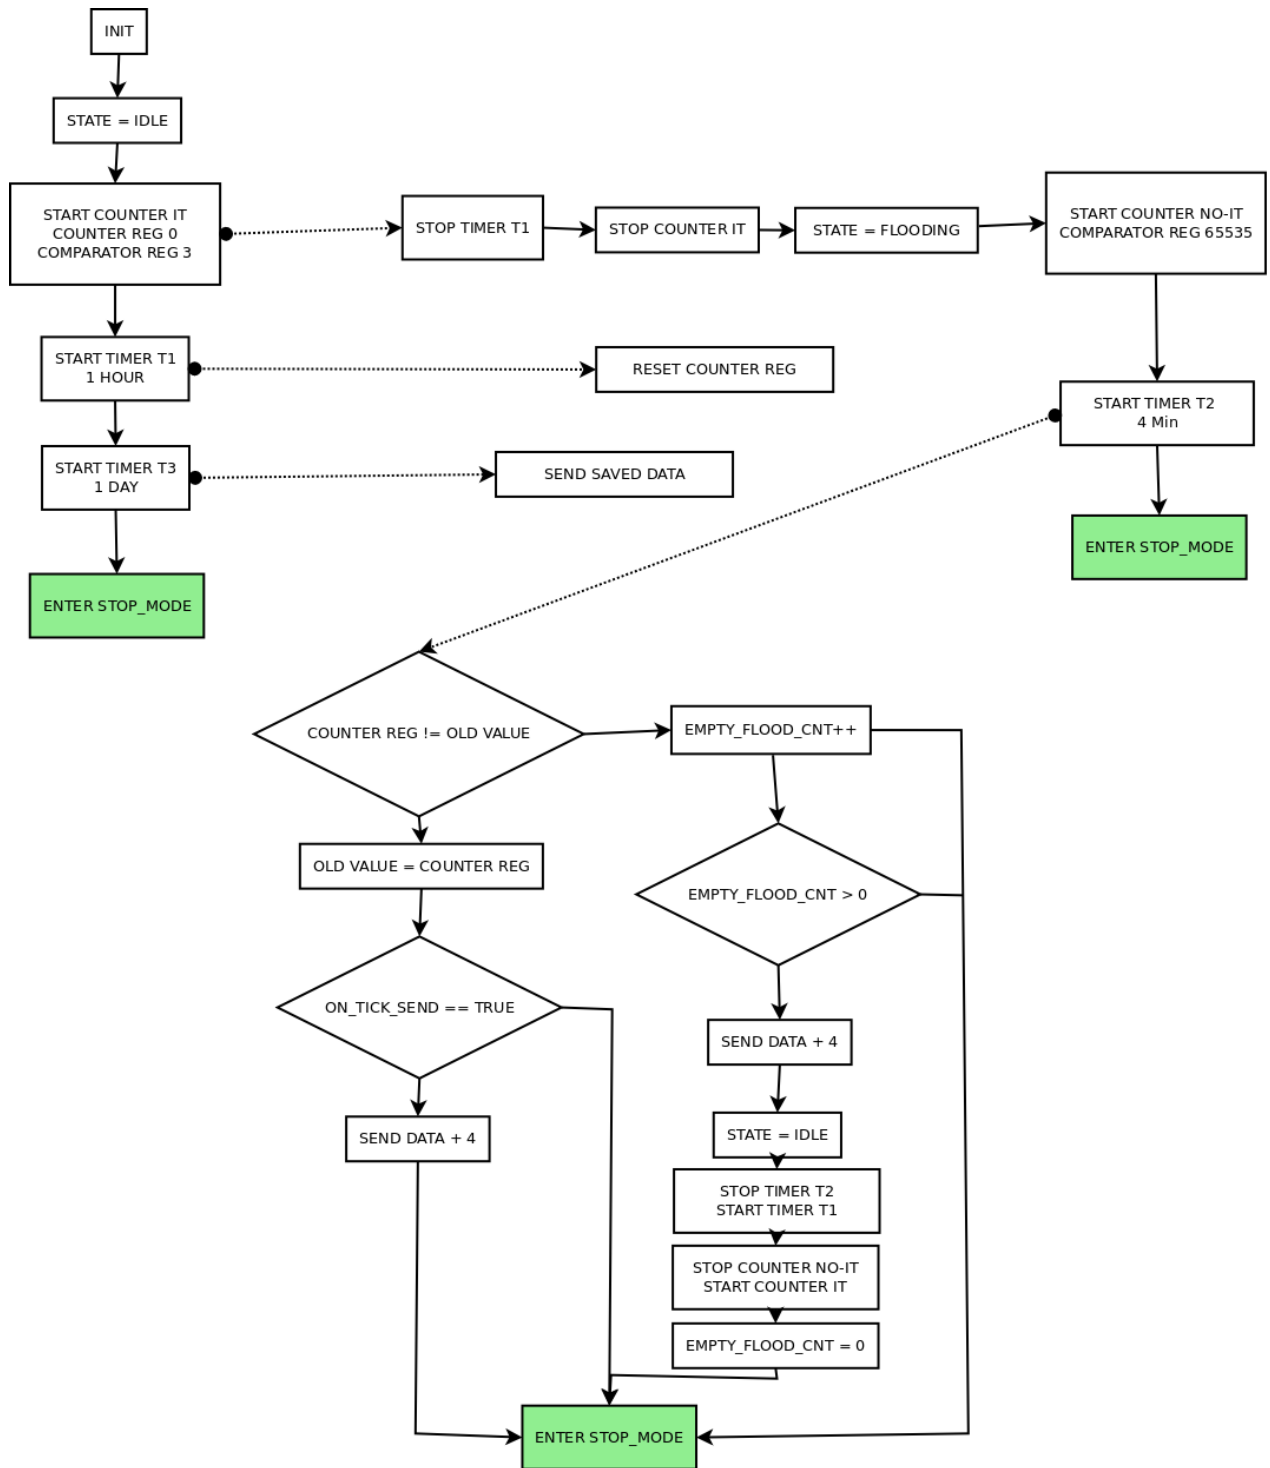 INIT
STATE = IDLE
START COUNTER IT
COUNTER REG 0
COMPARATOR REG 3
STOP TIMER T1
STOP COUNTER IT
STATE = FLOODING
START COUNTER NO-IT
COMPARATOR REG 65535
START TIMER T1
1 HOUR
RESET COUNTER REG
START TIMER T2
4 Min
START TIMER T3
1 DAY
SEND SAVED DATA
ENTER STOP_MODE
ENTER STOP_MODE
COUNTER REG != OLD VALUE
EMPTY_FLOOD_CNT++
OLD VALUE = COUNTER REG
EMPTY_FLOOD_CNT > 0
ON_TICK_SEND == TRUE
SEND DATA + 4
SEND DATA + 4
STATE = IDLE
STOP TIMER T2
START TIMER T1
STOP COUNTER NO-IT
START COUNTER IT
EMPTY_FLOOD_CNT = 0
ENTER STOP_MODE